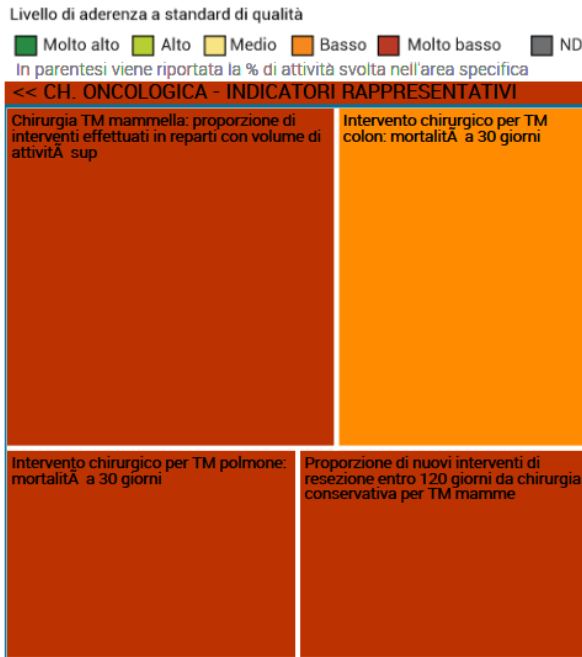 Livello di aderenza a standard di qualità
Molto alto Alto Medio Basso Molto basso ND
In parentesi viene riportata la % di attività svolta nell'area specifica
<< CH. ONCOLOGICA - INDICATORI RAPPRESENTATIVI
Chirurgia TM mammella: proporzione di
interventi effettuati in reparti con volume di
attivitÃ sup
Intervento chirurgico per TM
colon: mortalitÃ a 30 giorni
Intervento chirurgico per TM polmone:
mortalitÃ a 30 giorni
Proporzione di nuovi interventi di
resezione entro 120 giorni da chirurgia
conservativa per TM mamme